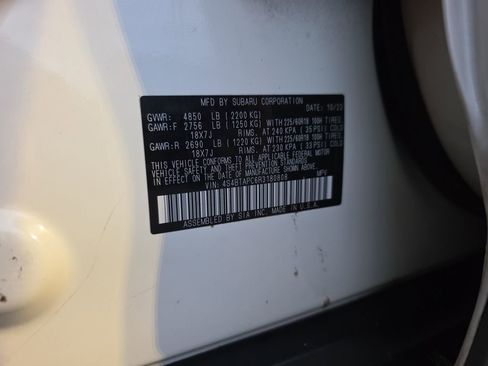 MFD BY SUBARU CORPORATION
DATE: 10/23
GVWR: 4850 LB (2200 KG)
GAWR:F 2756 LB (1250 KG) WITH 225/60R18 100H TIRES,
18X7J RIMS, AT 240 KPA (35 PSI) COLD
GAWR:R 2690 LB (1220 KG) WITH 225/60R18 100H TIRES,
18X7J RIMS, AT 230 KPA (33 PSI) COLD
THIS VEHICLE CONFORMS TO ALL APPLICABLE FEDERAL MOTOR
VEHICLE SAFETY, BUMPER, AND THEFT PREVENTION STANDARDS
IN EFFECT ON THE DATE OF MANUFACTURE SHOWN ABOVE.
VIN: 4S4BTAPC6R3180808 MPV
ASSEMBLED BY SIA INC. MADE IN U.S.A.